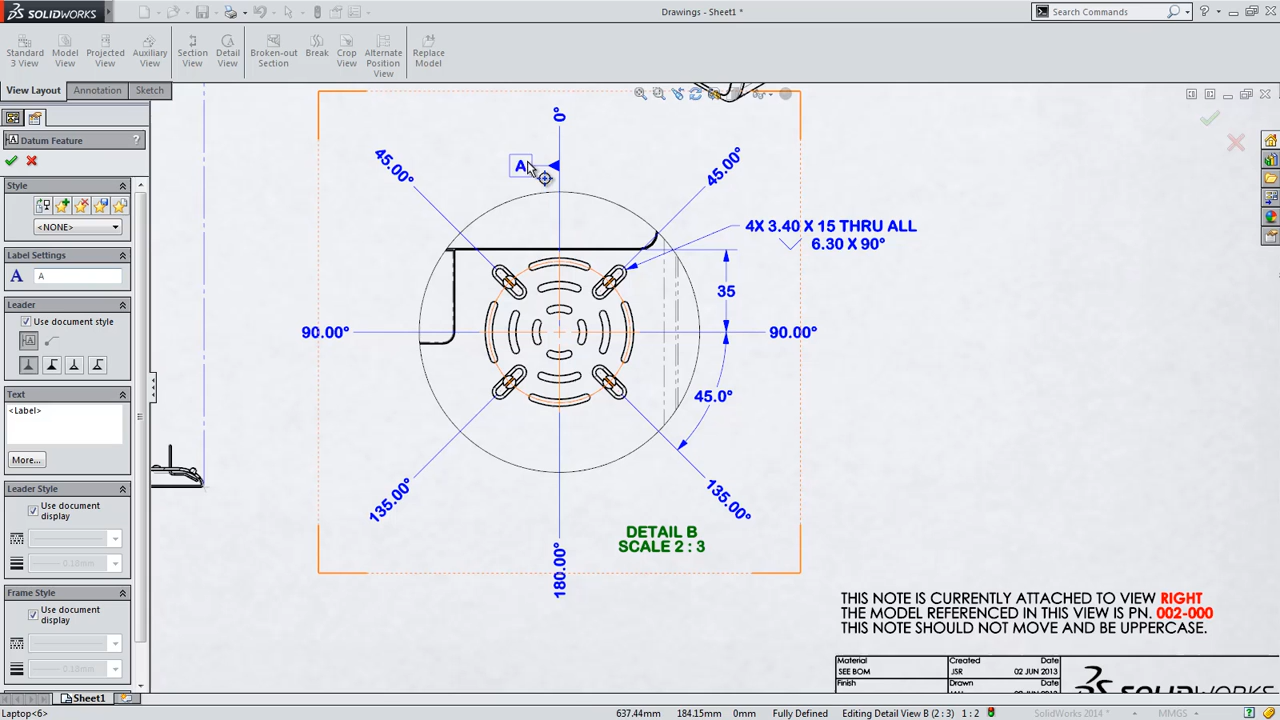 SOLIDWORKS
Drawings - Sheet1 *
Search Commands
Standard
3 View
Model
View
Projected
View
Auxiliary
View
Section
View
Detail
View
Broken-out
Section
Break
Crop
View
Alternate
Position
View
Replace
Model
View Layout
Annotation
Sketch
Datum Feature
?
Style
<NONE>
Label Settings
A
A
Leader
Use document style
Text
<Label>
More...
Leader Style
Use document
display
0.18mm
Frame Style
Use document
display
0.18mm
0°
45.00°
A
45.00°
4X 3.40 X 15 THRU ALL
6.30 X 90°
35
90.00°
90.00°
45.0°
135.00°
135.00°
180.00°
DETAIL B
SCALE 2 : 3
THIS NOTE IS CURRENTLY ATTACHED TO VIEW RIGHT
THE MODEL REFERENCED IN THIS VIEW IS PN. 002-000
THIS NOTE SHOULD NOT MOVE AND BE UPPERCASE.
Material
SEE BOM
Created
Date
JSR
02 JUN 2013
Finish
Drawn
Date
SOLIDWORKS
Sheet1
Laptop<6>
637.44mm
184.15mm
0mm
Fully Defined
Editing Detail View B (2 : 3)
1 : 2
SolidWorks 2014 *
MMGS